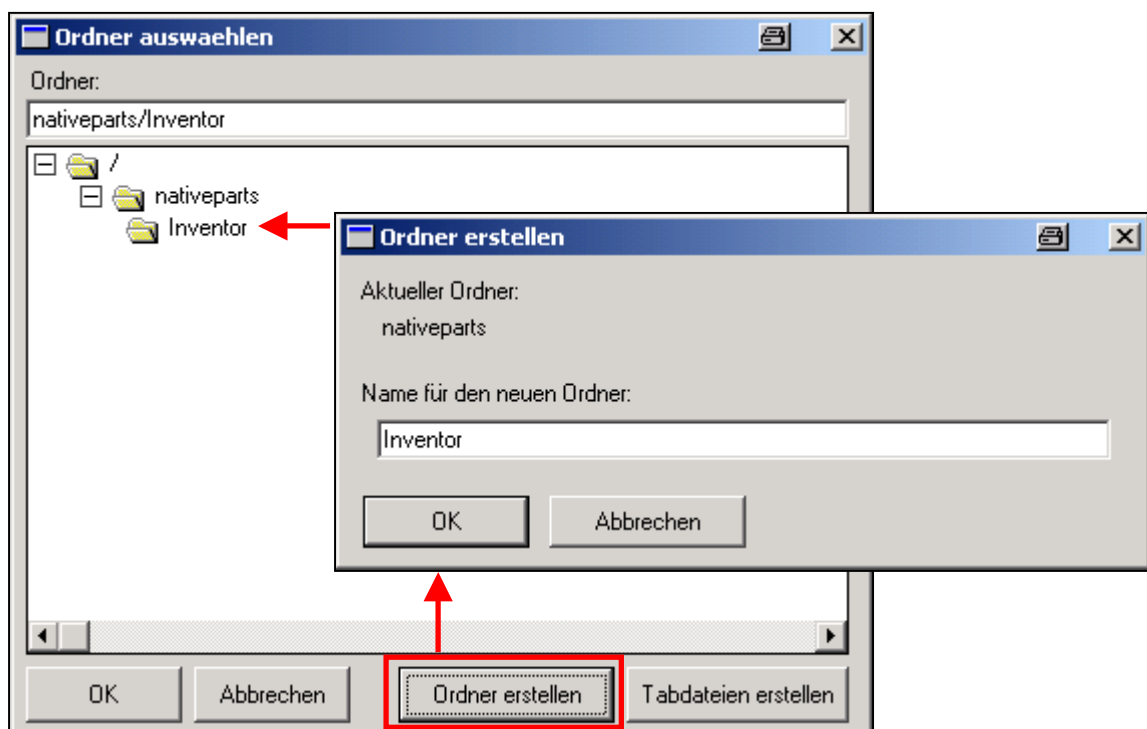 Ordner auswaehlen
Ordner:
nativeparts/Inventor
/
nativeparts
Inventor
Ordner erstellen
Aktueller Ordner:
nativeparts
Name für den neuen Ordner:
Inventor
OK Abbrechen
OK Abbrechen Ordner erstellen Tabdateien erstellen